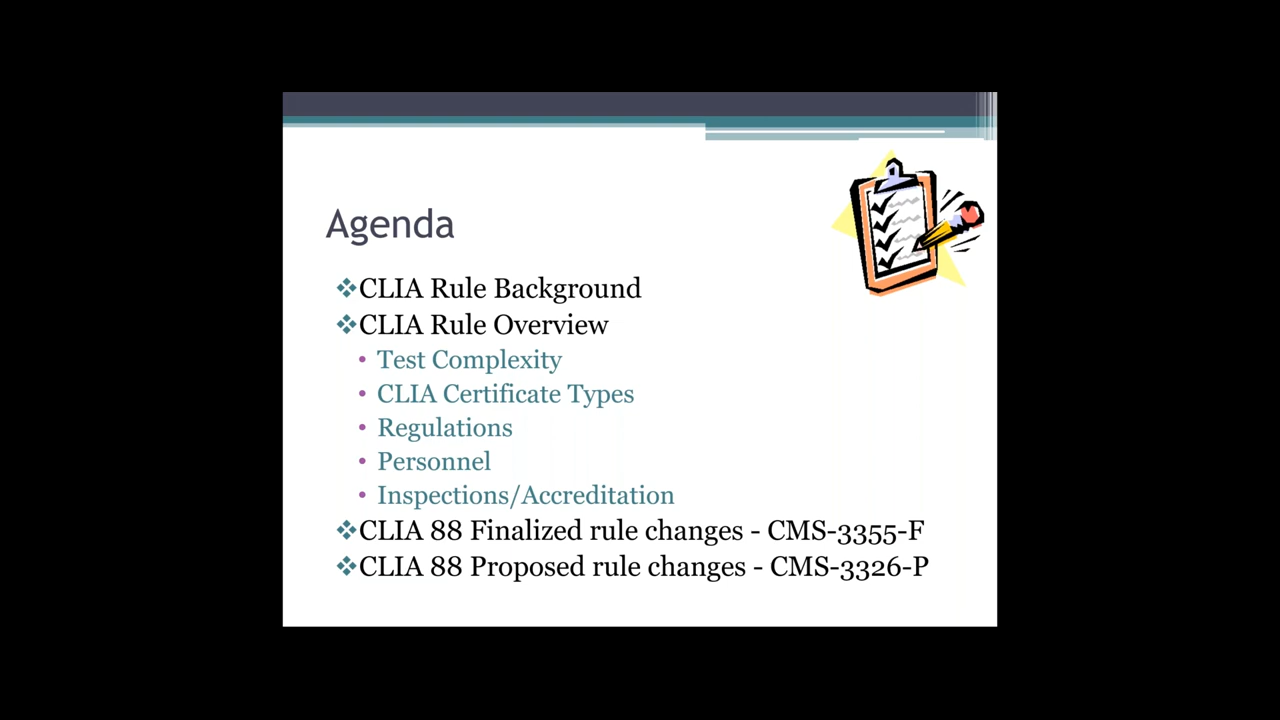 Agenda
CLIA Rule Background
CLIA Rule Overview
Test Complexity
CLIA Certificate Types
Regulations
Personnel
Inspections/Accreditation
CLIA 88 Finalized rule changes - CMS-3355-F
CLIA 88 Proposed rule changes - CMS-3326-P